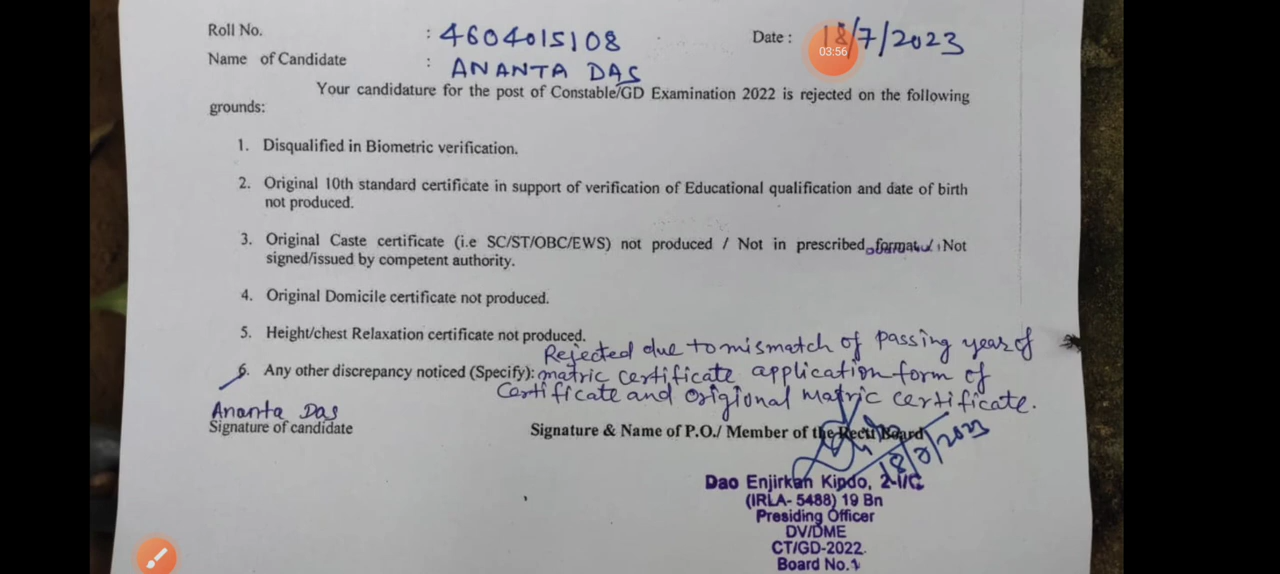 Roll No. : 4604015108 Date : 18/7/2023
03:56
Name of Candidate : ANANTA DAS
Your candidature for the post of Constable/GD Examination 2022 is rejected on the following
grounds:
1. Disqualified in Biometric verification.
2. Original 10th standard certificate in support of verification of Educational qualification and date of birth
not produced.
3. Original Caste certificate (i.e SC/ST/OBC/EWS) not produced / Not in prescribed format / Not
signed/issued by competent authority.
4. Original Domicile certificate not produced.
5. Height/chest Relaxation certificate not produced.
Rejected due to mismatch of passing year of
6. Any other discrepancy noticed (Specify): matric certificate application form of
certificate and origional matric certificate.
Ananta Das
Signature of candidate
Signature & Name of P.O./ Member of the Rectt Board
18/7/2023
Dao Enjirkan Kipdo, 2-I/C
(IRLA- 5488) 19 Bn
Presiding Officer
DV/DME
CT/GD-2022.
Board No.1